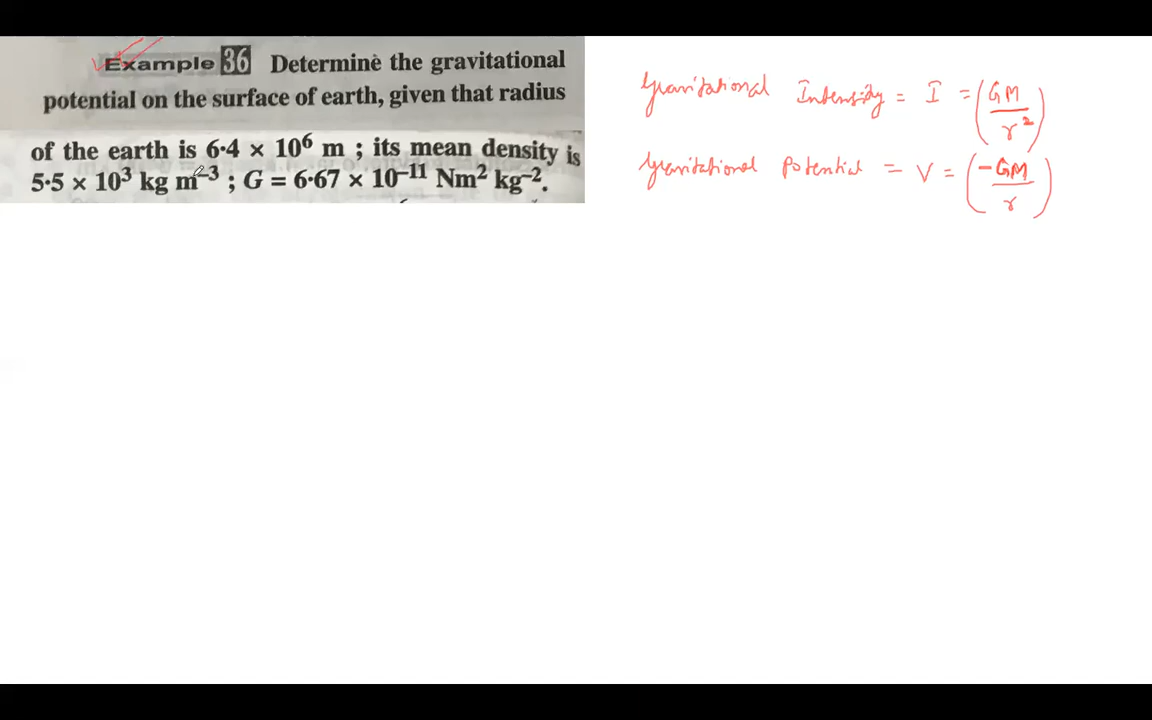 Example 36 Determine the gravitational
potential on the surface of earth, given that radius
of the earth is 6·4 × 10⁶ m ; its mean density is
5·5 × 10³ kg m⁻³ ; G = 6·67 × 10⁻¹¹ Nm² kg⁻².
Gravitational Intensity = I = (GM/r²)
Gravitational Potential = V = (-GM/r)